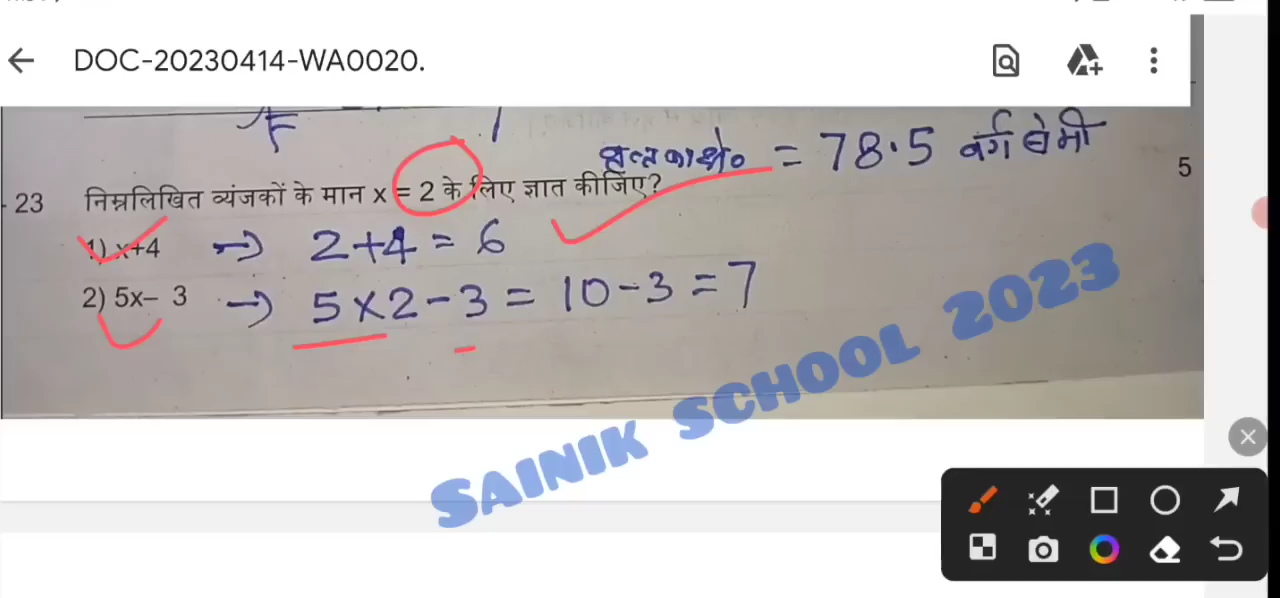 DOC-20230414-WA0020.
= 78.5 वर्ग सेमी
5
23 निम्नलिखित व्यंजकों के मान x = 2 के लिए ज्ञात कीजिए?
1) x+4 → 2+4 = 6
2) 5x– 3 → 5×2-3 = 10-3 = 7
SAINIK SCHOOL 2023